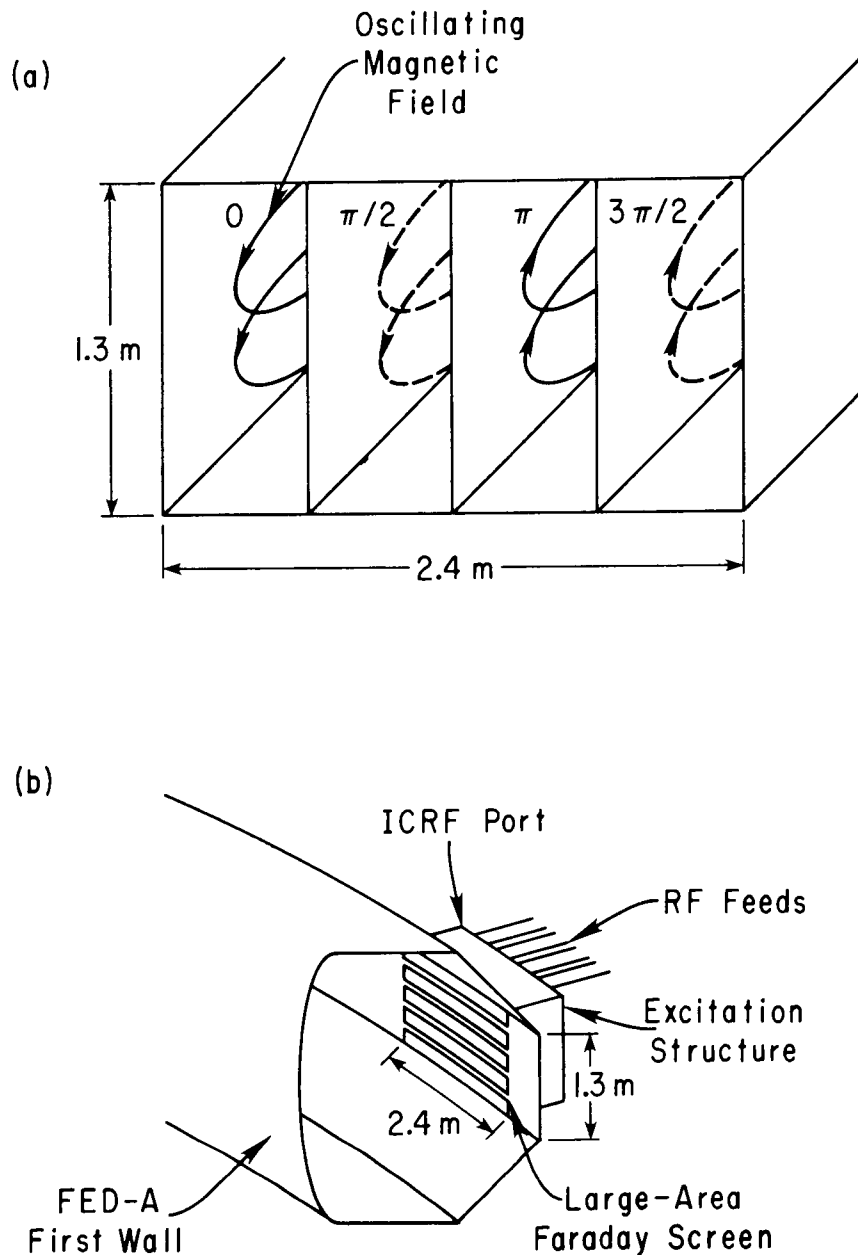 (a)
Oscillating
Magnetic
Field
0
π/2
π
3π/2
1.3 m
2.4 m
(b)
ICRF Port
RF Feeds
Excitation
Structure
1.3 m
2.4 m
FED-A
First Wall
Large-Area
Faraday Screen